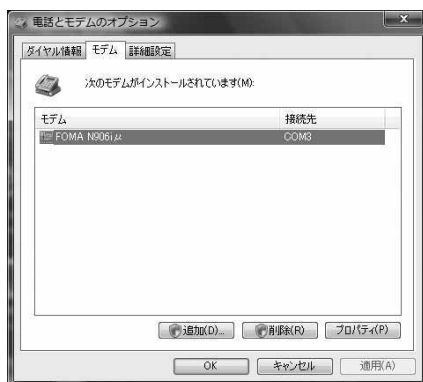 電話とモデムのオプション
ダイヤル情報 モデム 詳細設定
次のモデムがインストールされています(M):
モデム 接続先
FOMA N906iμ COM3
追加(D)... 削除(R) プロパティ(P)
OK キャンセル 適用(A)